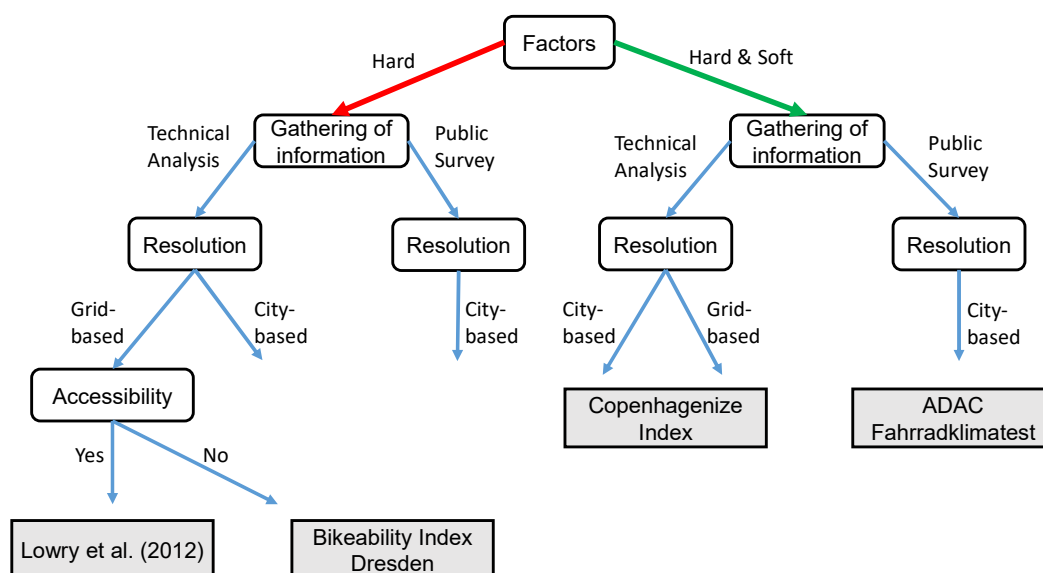 Factors
Hard
Hard & Soft
Gathering of
information
Gathering of
information
Technical
Analysis
Public
Survey
Technical
Analysis
Public
Survey
Resolution
Resolution
Resolution
Resolution
Grid-
based
City-
based
City-
based
City-
based
Grid-
based
City-
based
Accessibility
Copenhagenize
Index
ADAC
Fahrradklimatest
Yes
No
Lowry et al. (2012)
Bikeability Index
Dresden